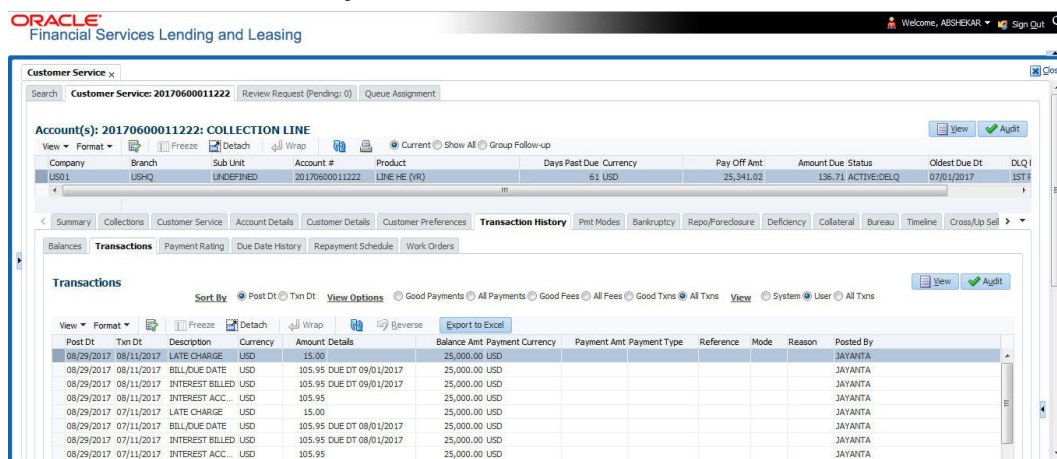 ORACLE
Financial Services Lending and Leasing
Welcome, ABSHEKAR Sign Out
Customer Service x
Search Customer Service: 20170600011222 Review Request (Pending: 0) Queue Assignment
Account(s): 20170600011222: COLLECTION LINE View Audit
View Format Freeze Detach Wrap Current Show All Group Follow-up
Company Branch Sub Unit Account # Product Days Past Due Currency Pay Off Amt Amount Due Status Oldest Due Dt DLQ
US01 USHQ UNDEFINED 20170600011222 LINE HE (VR) 61 USD 25,341.02 136.71 ACTIVE:DELQ 07/01/2017 1ST
Summary Collections Customer Service Account Details Customer Details Customer Preferences Transaction History Pmt Modes Bankruptcy Repo/Foreclosure Deficiency Collateral Bureau Timeline Cross/Up Sell
Balances Transactions Payment Rating Due Date History Repayment Schedule Work Orders
Transactions View Audit
Sort By Post Dt Txn Dt View Options Good Payments All Payments Good Fees All Fees Good Txns All Txns View System User All Txns
View Format Freeze Detach Wrap Reverse Export to Excel
Post Dt Txn Dt Description Currency Amount Details Balance Amt Payment Currency Payment Amt Payment Type Reference Mode Reason Posted By
08/29/2017 08/11/2017 LATE CHARGE USD 15.00 25,000.00 USD JAYANTA
08/29/2017 08/11/2017 BILL/DUE DATE USD 105.95 DUE DT 09/01/2017 25,000.00 USD JAYANTA
08/29/2017 08/11/2017 INTEREST BILLED USD 105.95 DUE DT 09/01/2017 25,000.00 USD JAYANTA
08/29/2017 08/11/2017 INTEREST ACC... USD 105.95 25,000.00 USD JAYANTA
08/29/2017 07/11/2017 LATE CHARGE USD 15.00 25,000.00 USD JAYANTA
08/29/2017 07/11/2017 BILL/DUE DATE USD 105.95 DUE DT 08/01/2017 25,000.00 USD JAYANTA
08/29/2017 07/11/2017 INTEREST BILLED USD 105.95 DUE DT 08/01/2017 25,000.00 USD JAYANTA
08/29/2017 07/11/2017 INTEREST ACC... USD 105.95 25,000.00 USD JAYANTA